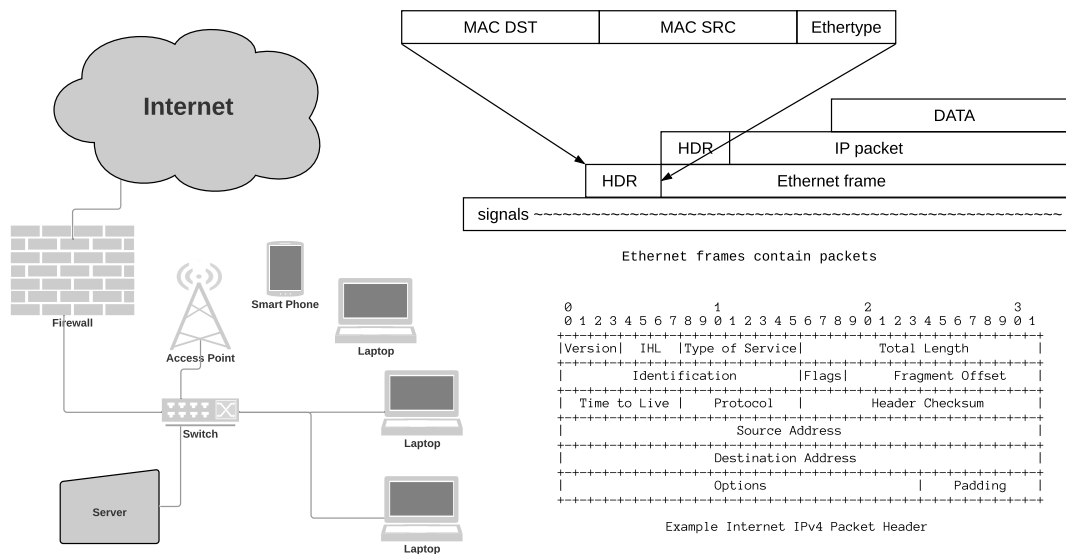 Internet
Firewall
Access Point
Smart Phone
Laptop
Switch
Laptop
Server
Laptop
MAC DST MAC SRC Ethertype
DATA
HDR IP packet
HDR Ethernet frame
signals ~~~~~~~~~~~~~~~~~~~~~~~~~~~~~~~~~~~~~~~~~~~~~~~~~~~~~~~
Ethernet frames contain packets
0                   1                   2                   3
0 1 2 3 4 5 6 7 8 9 0 1 2 3 4 5 6 7 8 9 0 1 2 3 4 5 6 7 8 9 0 1
+-+-+-+-+-+-+-+-+-+-+-+-+-+-+-+-+-+-+-+-+-+-+-+-+-+-+-+-+-+-+-+-+
|Version|  IHL  |Type of Service|          Total Length         |
+-+-+-+-+-+-+-+-+-+-+-+-+-+-+-+-+-+-+-+-+-+-+-+-+-+-+-+-+-+-+-+-+
|         Identification        |Flags|      Fragment Offset    |
+-+-+-+-+-+-+-+-+-+-+-+-+-+-+-+-+-+-+-+-+-+-+-+-+-+-+-+-+-+-+-+-+
|  Time to Live |    Protocol   |         Header Checksum       |
+-+-+-+-+-+-+-+-+-+-+-+-+-+-+-+-+-+-+-+-+-+-+-+-+-+-+-+-+-+-+-+-+
|                       Source Address                          |
+-+-+-+-+-+-+-+-+-+-+-+-+-+-+-+-+-+-+-+-+-+-+-+-+-+-+-+-+-+-+-+-+
|                    Destination Address                        |
+-+-+-+-+-+-+-+-+-+-+-+-+-+-+-+-+-+-+-+-+-+-+-+-+-+-+-+-+-+-+-+-+
|                    Options                    |    Padding    |
+-+-+-+-+-+-+-+-+-+-+-+-+-+-+-+-+-+-+-+-+-+-+-+-+-+-+-+-+-+-+-+-+
Example Internet IPv4 Packet Header